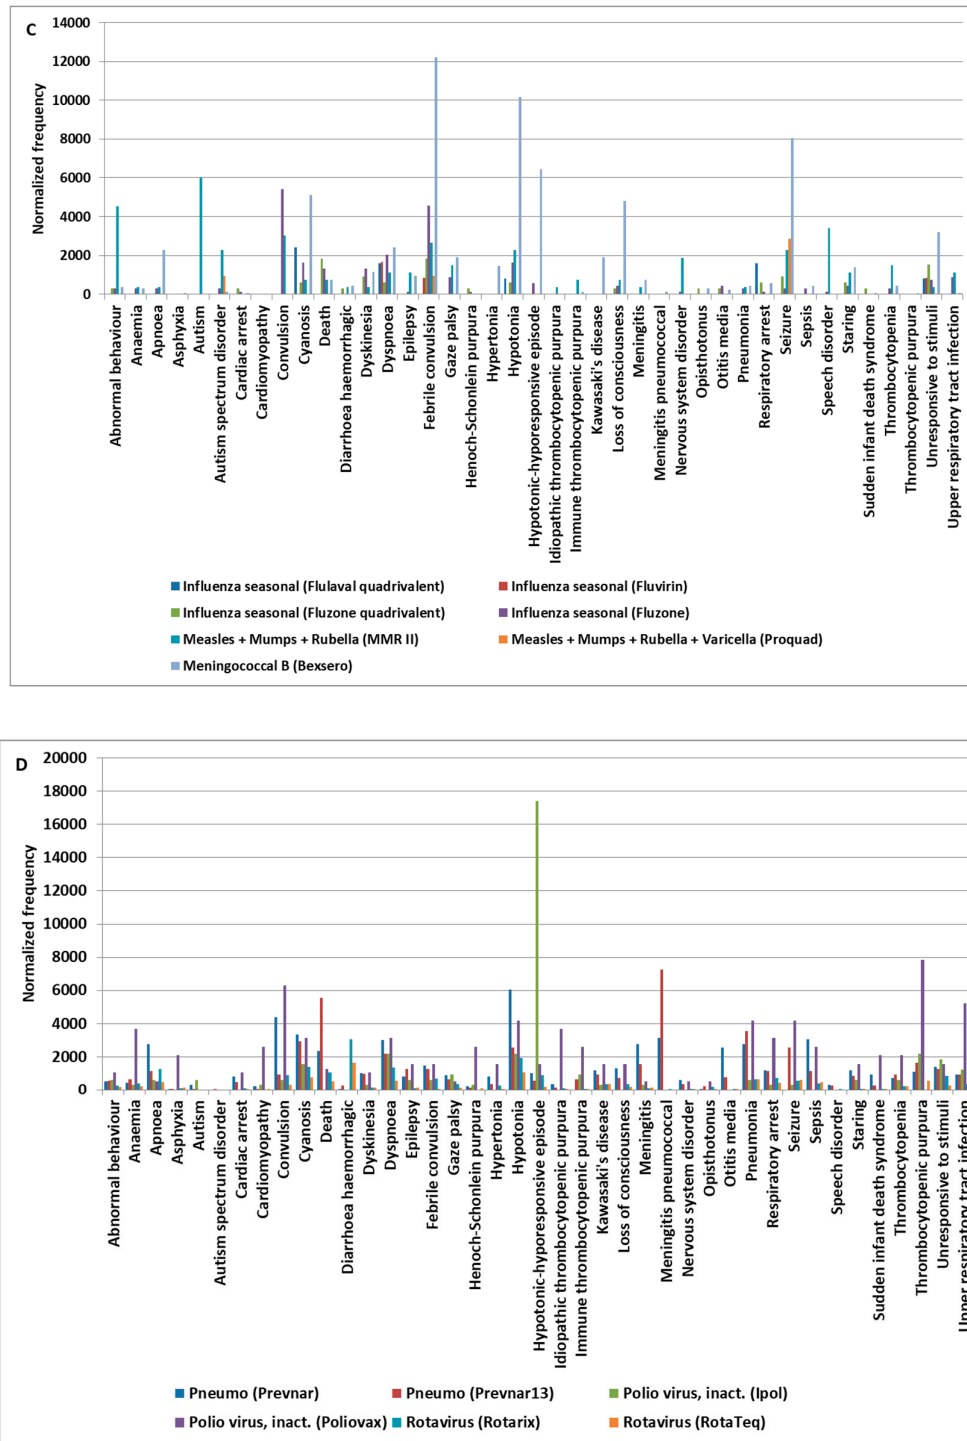 C
14000
12000
10000
8000
6000
4000
2000
0
Normalized frequency
Abnormal behaviour
Anaemia
Apnoea
Asphyxia
Autism
Autism spectrum disorder
Cardiac arrest
Cardiomyopathy
Convulsion
Cyanosis
Death
Diarrhoea haemorrhagic
Dyskinesia
Dyspnoea
Epilepsy
Febrile convulsion
Gaze palsy
Henoch-Schonlein purpura
Hypertonia
Hypotonia
Hypotonic-hyporesponsive episode
Idiopathic thrombocytopenic purpura
Immune thrombocytopenic purpura
Kawasaki's disease
Loss of consciousness
Meningitis
Meningitis pneumococcal
Nervous system disorder
Opisthotonus
Otitis media
Pneumonia
Respiratory arrest
Seizure
Sepsis
Speech disorder
Staring
Sudden infant death syndrome
Thrombocytopenia
Thrombocytopenic purpura
Unresponsive to stimuli
Upper respiratory tract infection
Influenza seasonal (Flulaval quadrivalent)
Influenza seasonal (Fluvirin)
Influenza seasonal (Fluzone quadrivalent)
Influenza seasonal (Fluzone)
Measles + Mumps + Rubella (MMR II)
Measles + Mumps + Rubella + Varicella (Proquad)
Meningococcal B (Bexsero)
D
20000
18000
16000
14000
12000
10000
8000
6000
4000
2000
0
Normalized frequency
Abnormal behaviour
Anaemia
Apnoea
Asphyxia
Autism
Autism spectrum disorder
Cardiac arrest
Cardiomyopathy
Convulsion
Cyanosis
Death
Diarrhoea haemorrhagic
Dyskinesia
Dyspnoea
Epilepsy
Febrile convulsion
Gaze palsy
Henoch-Schonlein purpura
Hypertonia
Hypotonia
Hypotonic-hyporesponsive episode
Idiopathic thrombocytopenic purpura
Immune thrombocytopenic purpura
Kawasaki's disease
Loss of consciousness
Meningitis
Meningitis pneumococcal
Nervous system disorder
Opisthotonus
Otitis media
Pneumonia
Respiratory arrest
Seizure
Sepsis
Speech disorder
Staring
Sudden infant death syndrome
Thrombocytopenia
Thrombocytopenic purpura
Unresponsive to stimuli
Upper respiratory tract infection
Pneumo (Prevnar)
Pneumo (Prevnar13)
Polio virus, inact. (Ipol)
Polio virus, inact. (Poliovax)
Rotavirus (Rotarix)
Rotavirus (RotaTeq)